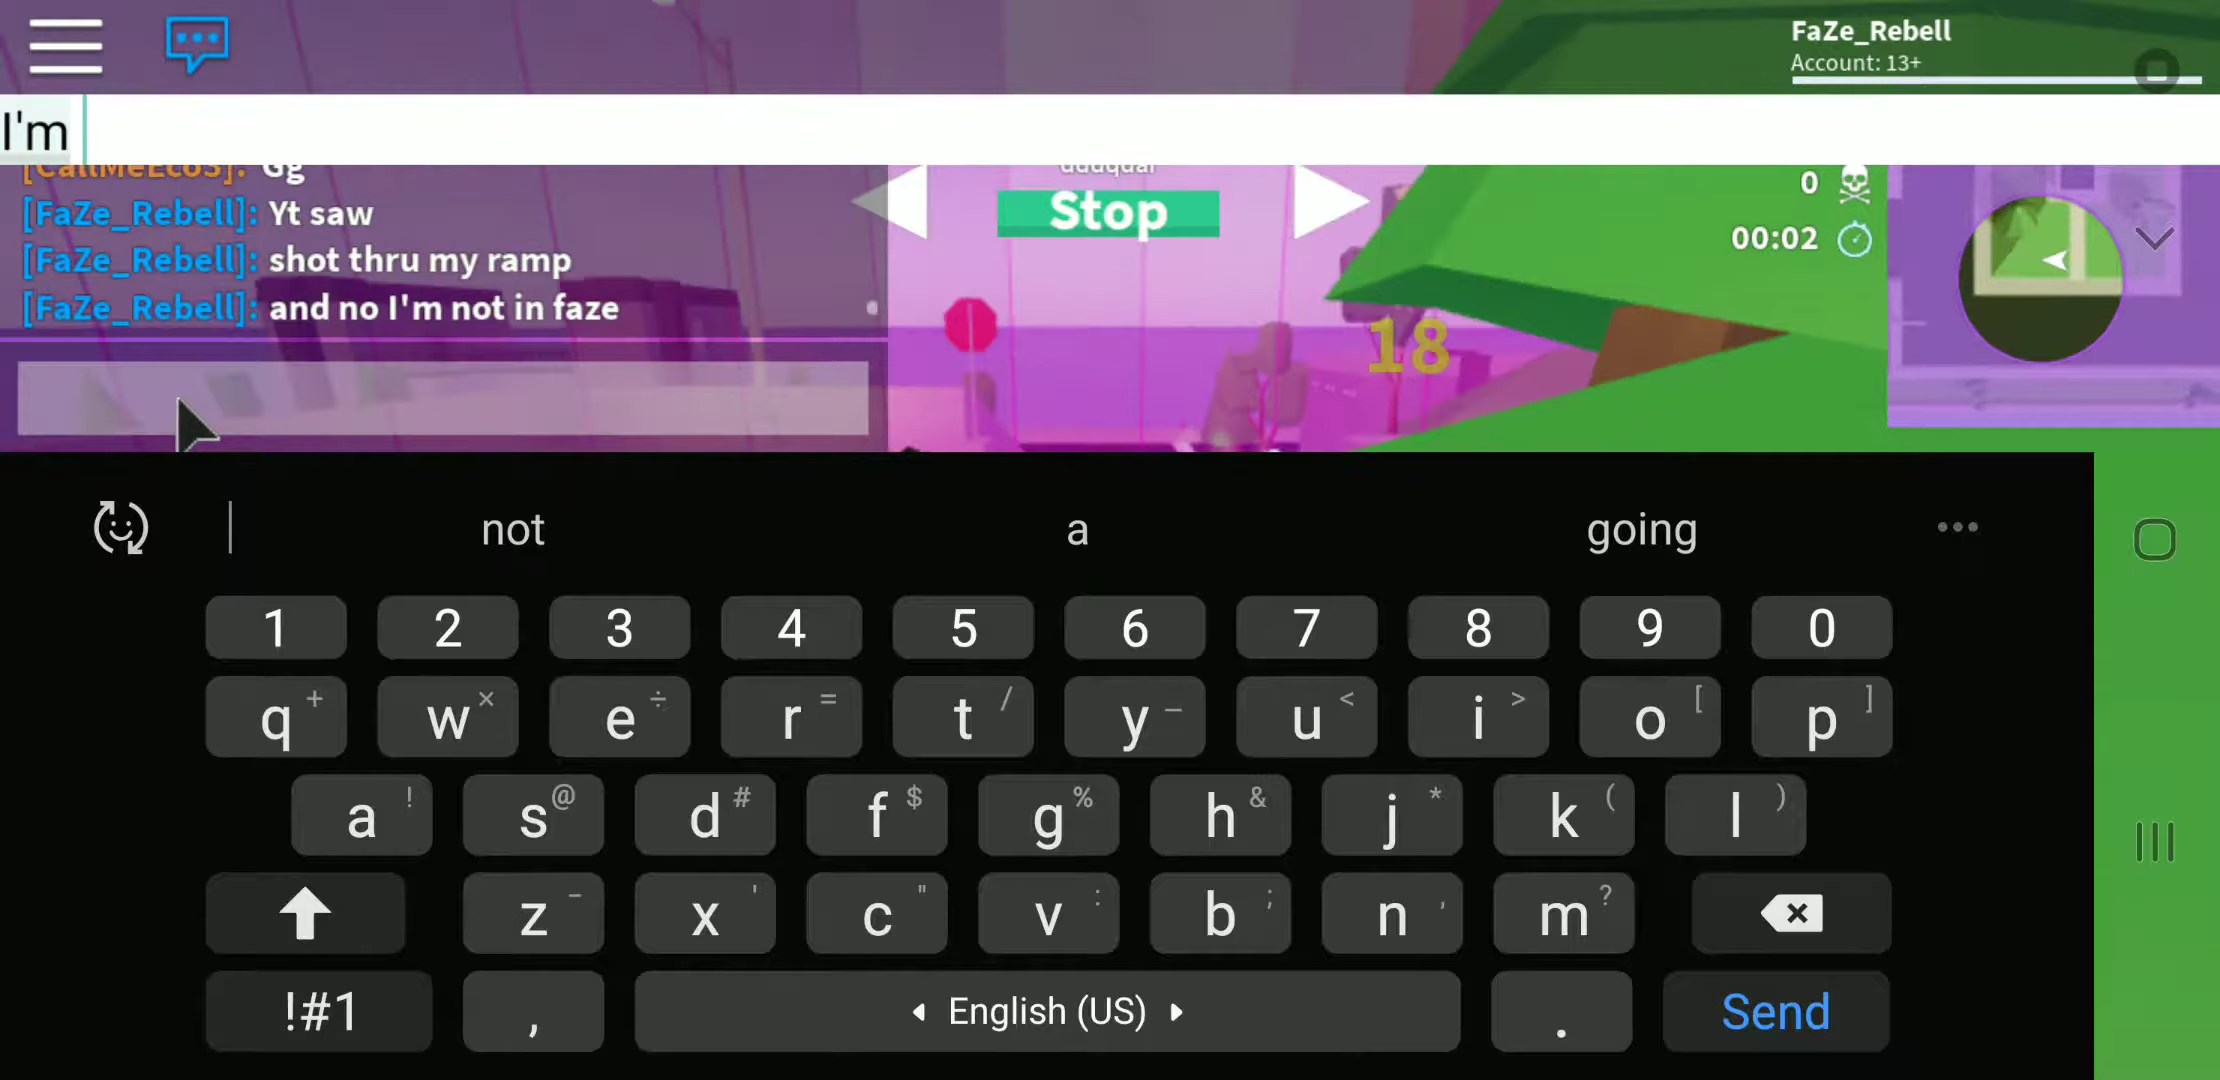 FaZe_Rebell
Account: 13+
I'm
[CallMeEco3]: Gg
[FaZe_Rebell]: Yt saw
[FaZe_Rebell]: shot thru my ramp
[FaZe_Rebell]: and no I'm not in faze
Stop
0
00:02
18
not a going
1 2 3 4 5 6 7 8 9 0
q + w × e ÷ r = t / y _ u < i > o [ p ]
a ! s @ d # f $ g % h & j * k ( l )
z - x ' c " v : b ; n , m ?
!#1 , English (US) . Send